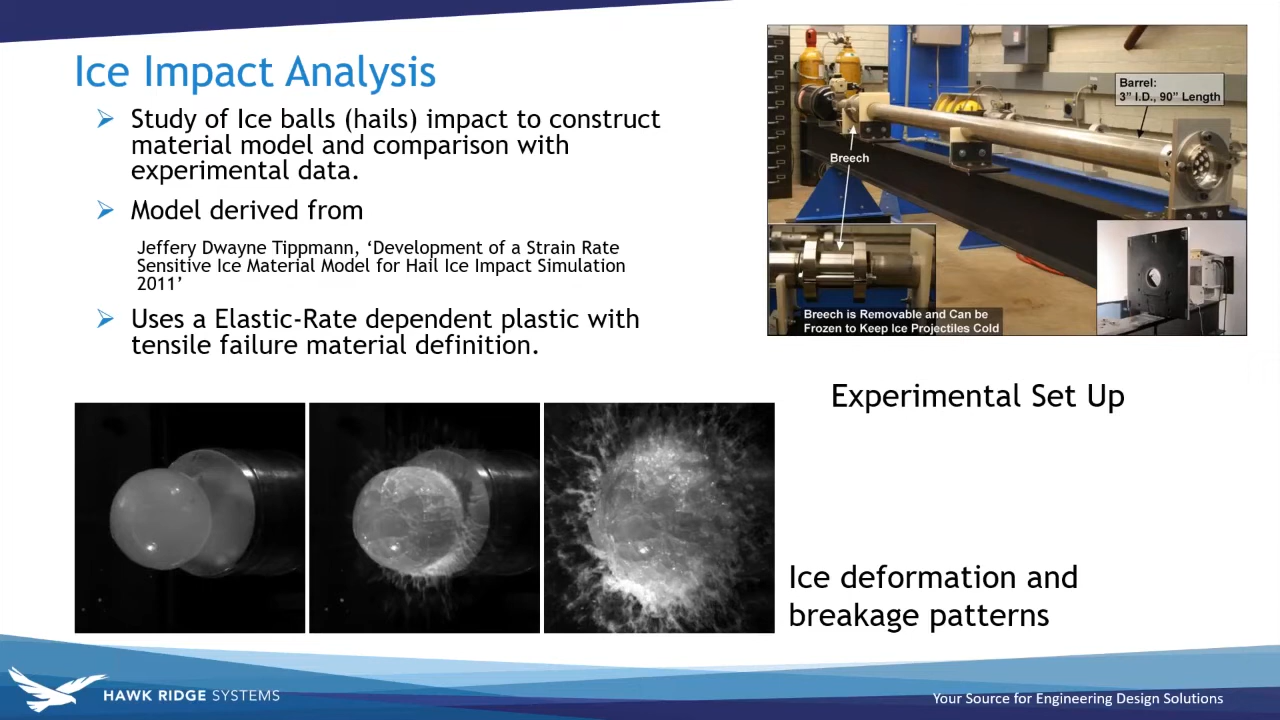 Ice Impact Analysis
Study of Ice balls (hails) impact to construct
material model and comparison with
experimental data.
Model derived from
Jeffery Dwayne Tippmann, ‘Development of a Strain Rate
Sensitive Ice Material Model for Hail Ice Impact Simulation
2011’
Uses a Elastic-Rate dependent plastic with
tensile failure material definition.
Barrel:
3” I.D., 90” Length
Breech
Breech is Removable and Can be
Frozen to Keep Ice Projectiles Cold
Experimental Set Up
Ice deformation and
breakage patterns
HAWK RIDGE SYSTEMS
Your Source for Engineering Design Solutions